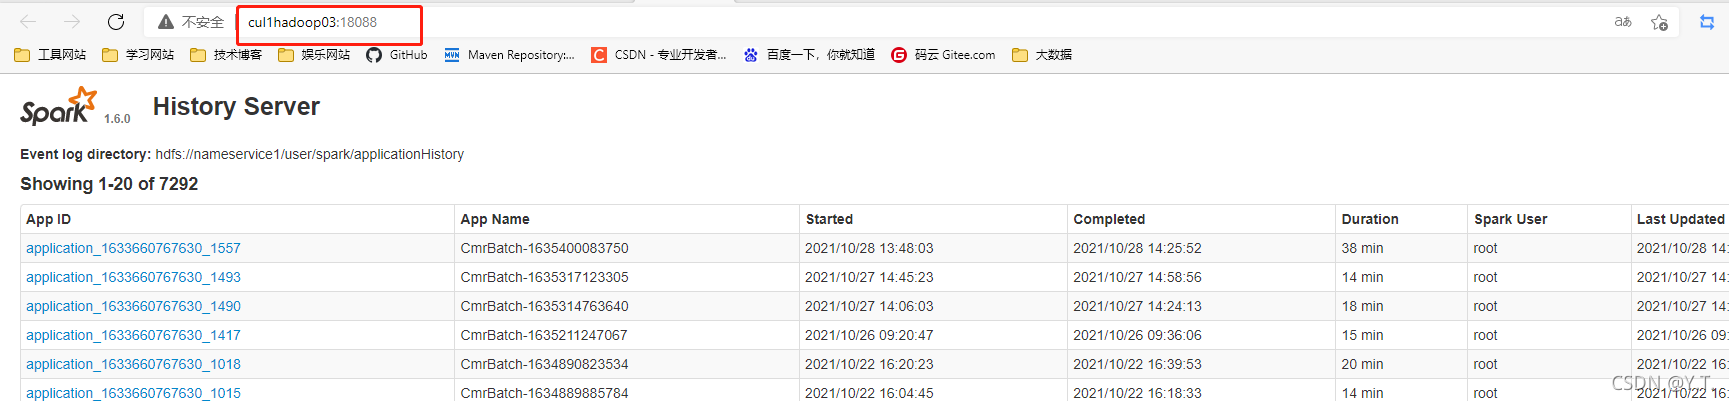 不安全 cul1hadoop03:18088 aあ
工具网站 学习网站 技术博客 娱乐网站 GitHub MVN Maven Repository:... C CSDN - 专业开发者... 百度一下，你就知道 G 码云 Gitee.com 大数据
Spark 1.6.0 History Server
Event log directory: hdfs://nameservice1/user/spark/applicationHistory
Showing 1-20 of 7292
App ID App Name Started Completed Duration Spark User Last Updated
application_1633660767630_1557 CmrBatch-1635400083750 2021/10/28 13:48:03 2021/10/28 14:25:52 38 min root 2021/10/28 14:
application_1633660767630_1493 CmrBatch-1635317123305 2021/10/27 14:45:23 2021/10/27 14:58:56 14 min root 2021/10/27 14:
application_1633660767630_1490 CmrBatch-1635314763640 2021/10/27 14:06:03 2021/10/27 14:24:13 18 min root 2021/10/27 14:
application_1633660767630_1417 CmrBatch-1635211247067 2021/10/26 09:20:47 2021/10/26 09:36:06 15 min root 2021/10/26 09:
application_1633660767630_1018 CmrBatch-1634890823534 2021/10/22 16:20:23 2021/10/22 16:39:53 20 min root 2021/10/22 16:
application_1633660767630_1015 CmrBatch-1634889885784 2021/10/22 16:04:45 2021/10/22 16:18:33 14 min root 2021/10/22 16:
CSDN @Y.T.